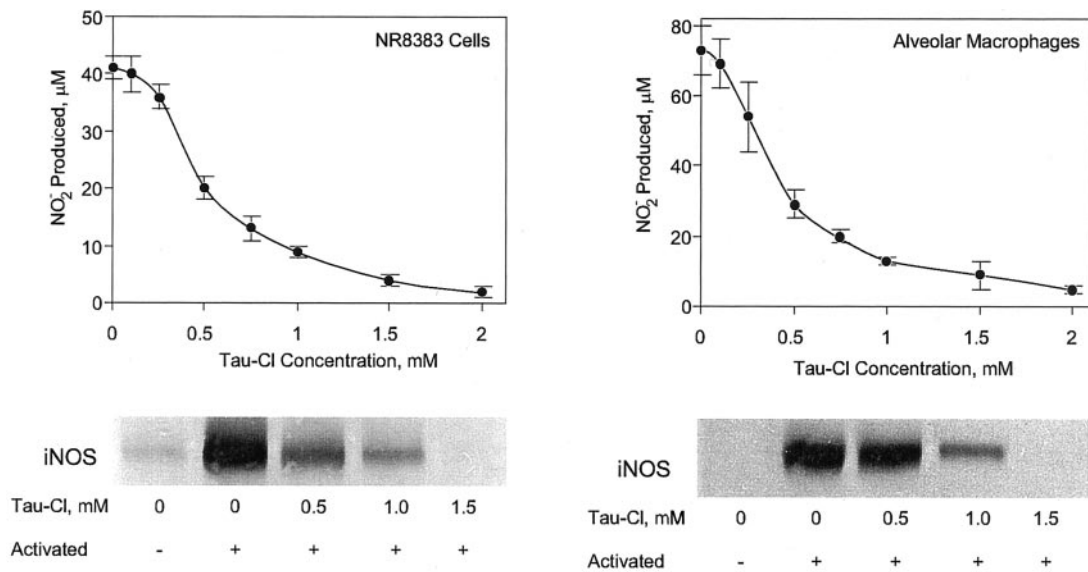 NR8383 Cells
NO2- Produced, µM
50
40
30
20
10
0
0 0.5 1 1.5 2
Tau-Cl Concentration, mM
iNOS
Tau-Cl, mM 0 0 0.5 1.0 1.5
Activated - + + + +
Alveolar Macrophages
NO2- Produced, µM
80
60
40
20
0
0 0.5 1 1.5 2
Tau-Cl Concentration, mM
iNOS
Tau-Cl, mM 0 0 0.5 1.0 1.5
Activated - + + + +